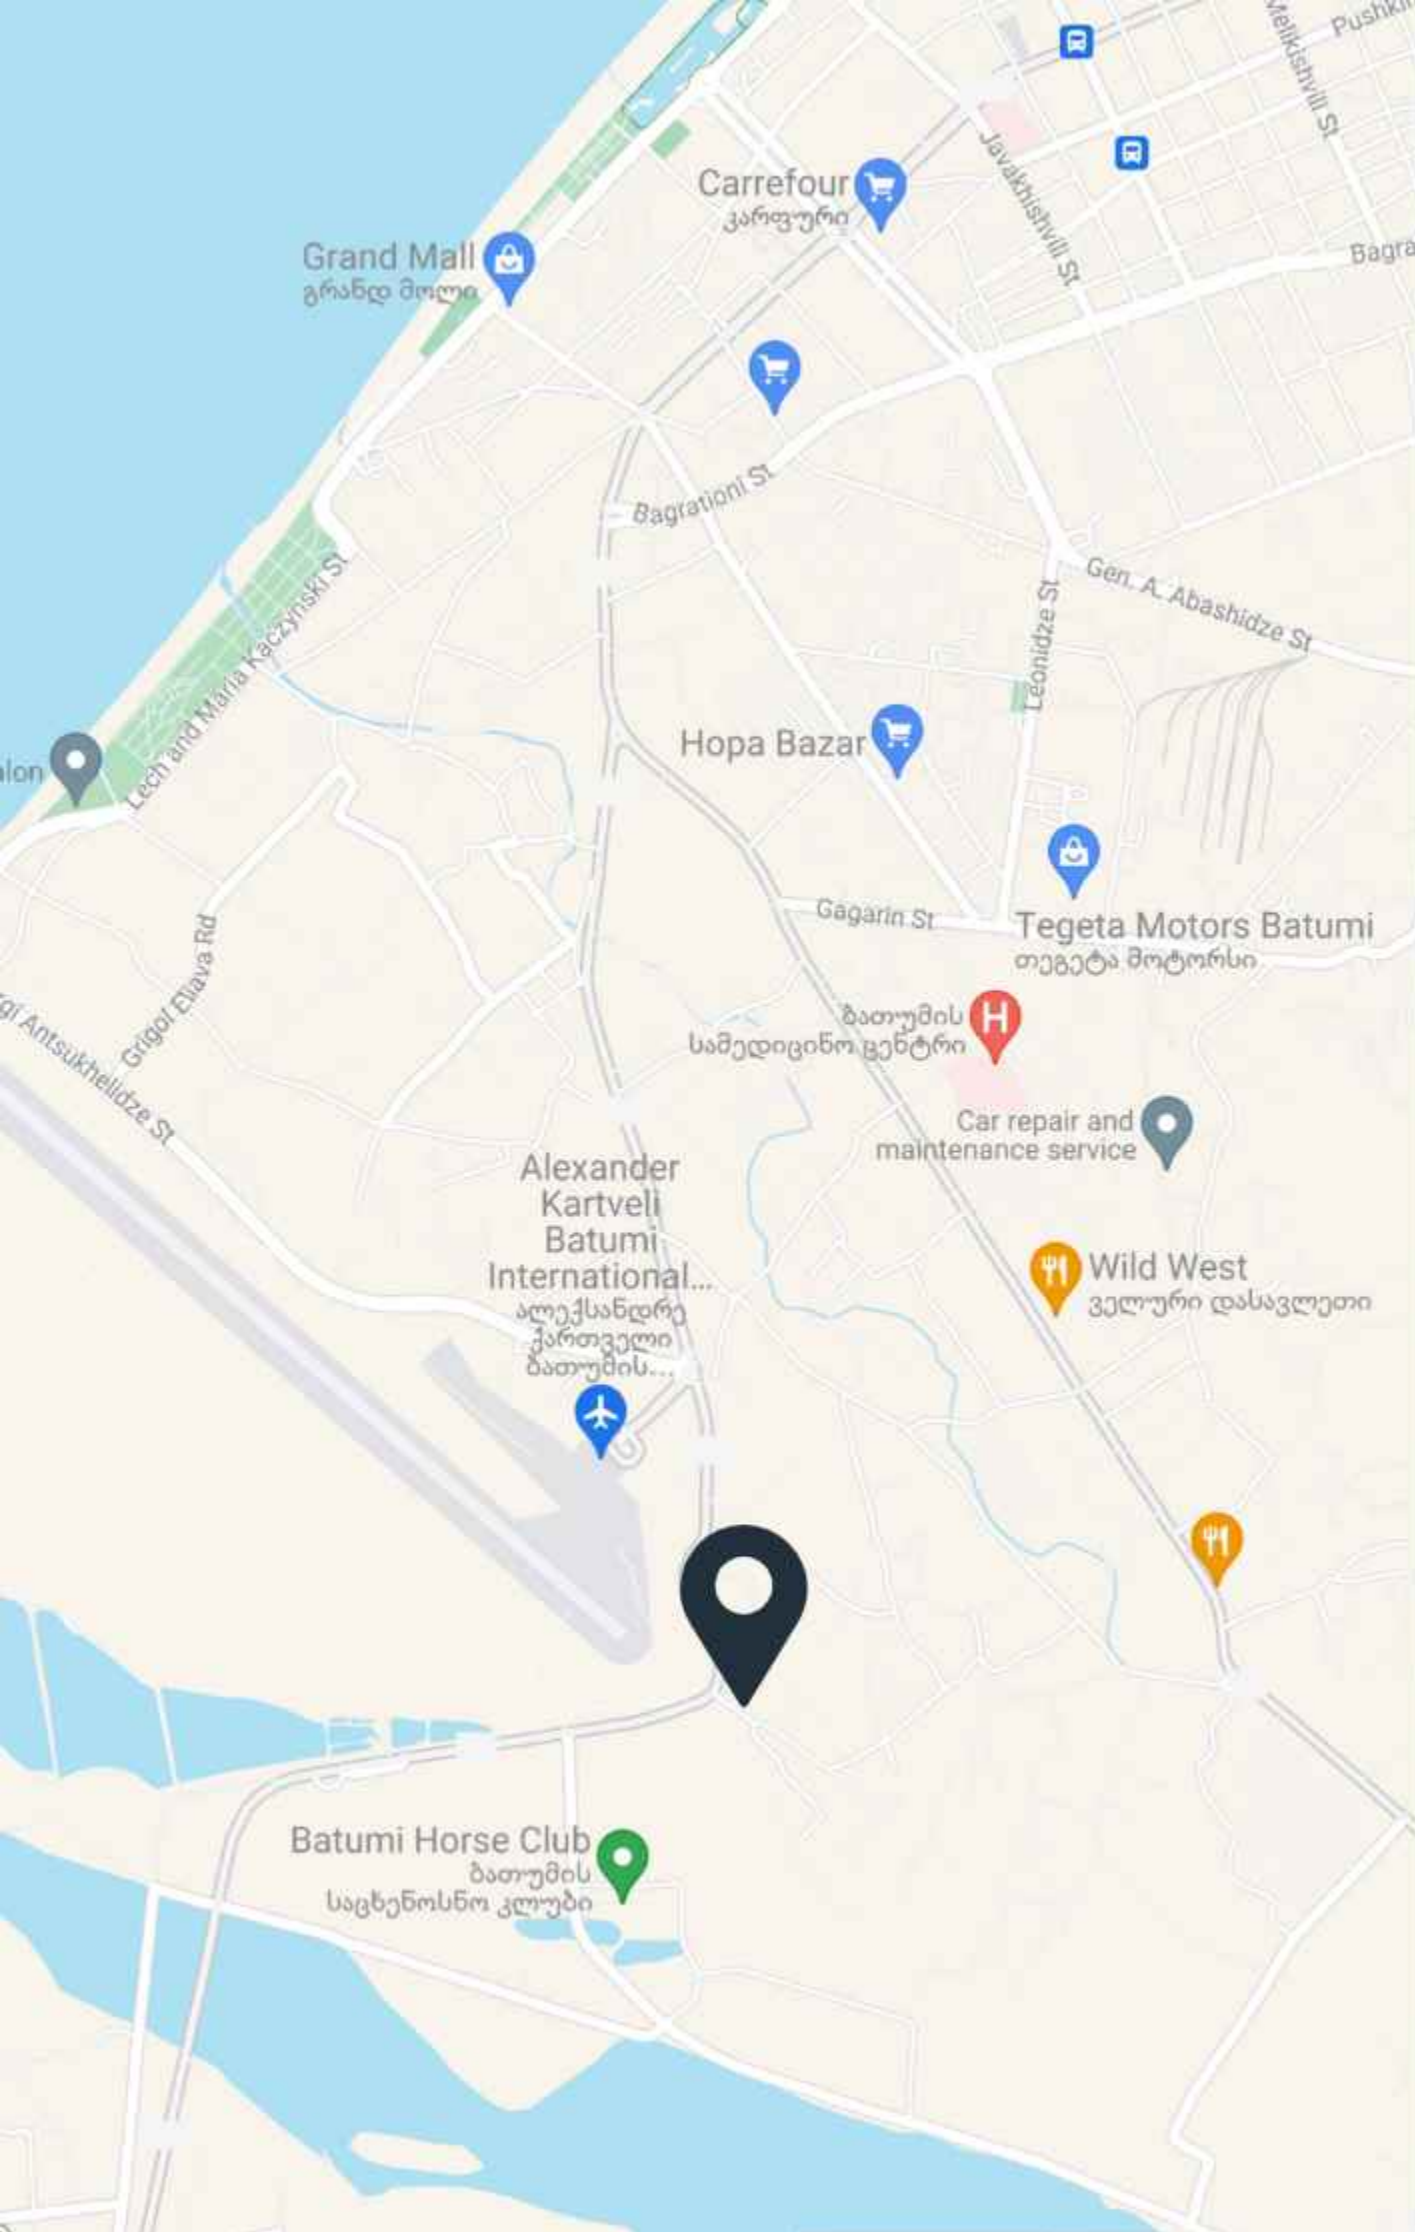 Pushkin
Melikishvili St
Javakhishvili St
Carrefour
კარფური
Grand Mall
გრანდ მოლი
Bagra
Bagrationi St
Lech and Maria Kaczyński St
Gen. A. Abashidze St
Leonidze St
Hopa Bazar
alon
Gagarin St
Tegeta Motors Batumi
თეგეტა მოტორსი
Grigol Eliava Rd
rgi Antsukhelidze St
ბათუმის
სამედიცინო ცენტრი
H
Car repair and
maintenance service
Alexander
Kartveli
Batumi
International...
ალექსანდრე
ქართველი
ბათუმის...
Wild West
ველური დასავლეთი
Batumi Horse Club
ბათუმის
საცხენოსნო კლუბი